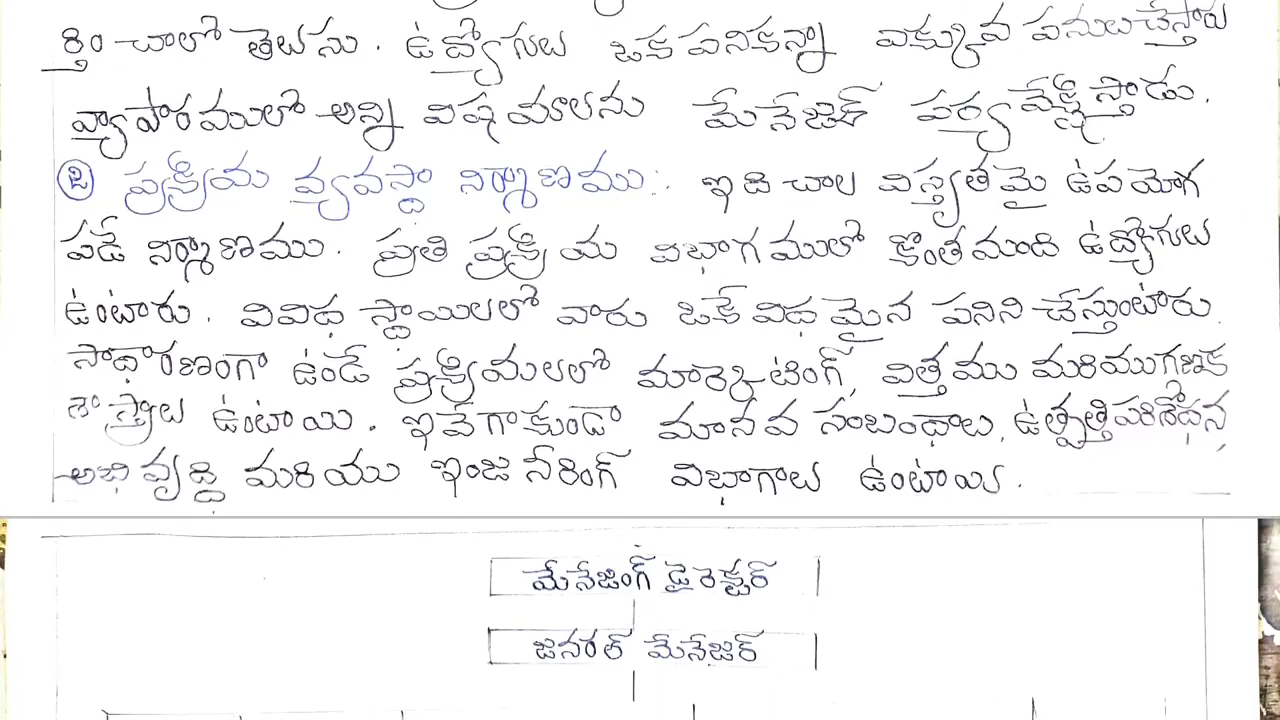 ర్తించాలో తెలుసు. ఉద్యోగులు ఒక పనికన్నా ఎక్కువ పనులు చేస్తారు
వ్యాపారములో అన్ని విషయాలను మేనేజర్ పర్యవేక్షిస్తాడు.
② ప్రక్రియ వ్యవస్థా నిర్మాణము:. ఇది చాల విస్తృతమై ఉపయోగ
పడే నిర్మాణము. ప్రతి ప్రక్రియ విభాగములో కొంతమంది ఉద్యోగులు
ఉంటారు. వివిధ స్థాయిలలో వారు ఒకే విధమైన పనిని చేస్తుంటారు.
సాధారణంగా ఉండే ప్రక్రియలలో మార్కెటింగ్, విత్తము మరియు గణక
శాస్త్రాలు ఉంటాయి. ఇవేగాకుండా మానవ సంబంధాలు, ఉత్పత్తి పరిశోధన,
అభివృద్ధి మరియు ఇంజనీరింగ్ విభాగాలు ఉంటాయి.
మేనేజింగ్ డైరెక్టర్
జనరల్ మేనేజర్